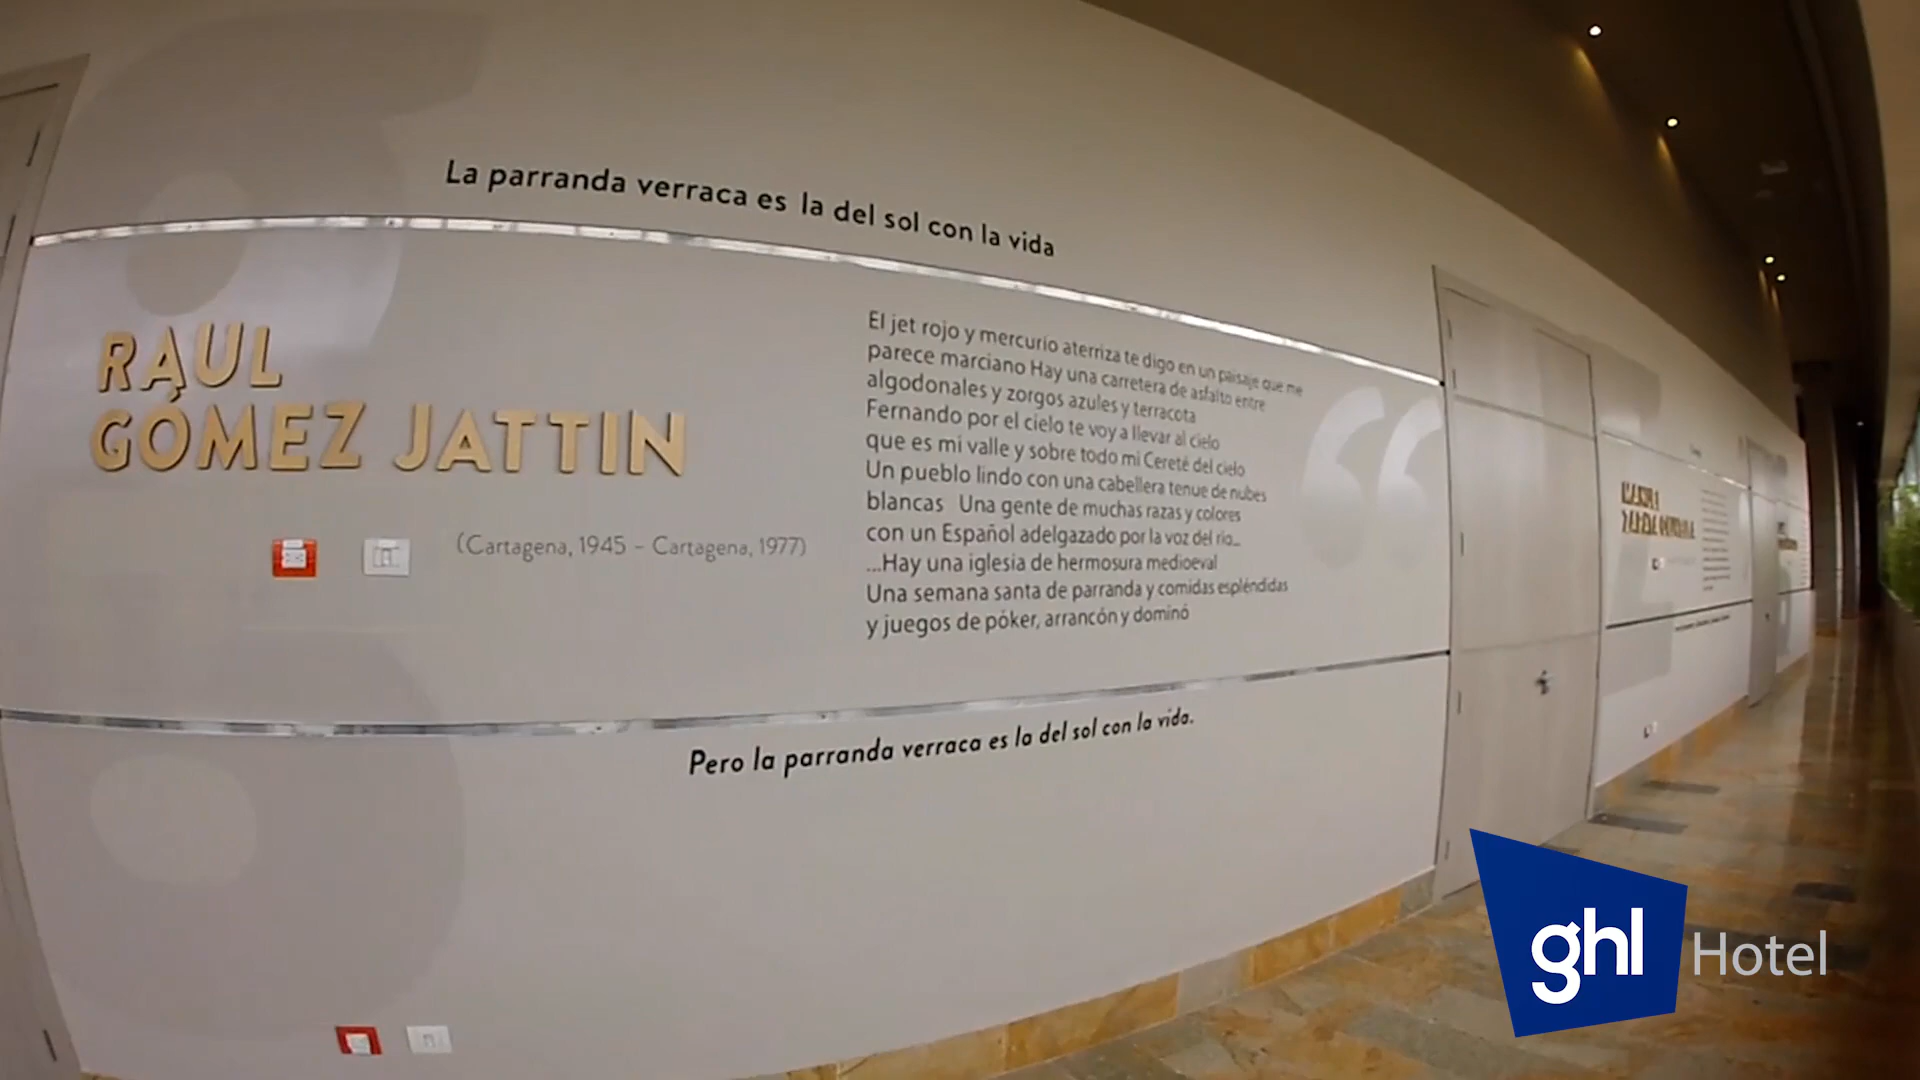 La parranda verraca es la del sol con la vida
RAÚL
GÓMEZ JATTIN
(Cartagena, 1945 - Cartagena, 1977)
El jet rojo y mercurio aterriza te digo en un paisaje que me
parece marciano Hay una carretera de asfalto entre
algodonales y zorgos azules y terracota
Fernando por el cielo te voy a llevar al cielo
que es mi valle y sobre todo mi Cereté del cielo
Un pueblo lindo con una cabellera tenue de nubes
blancas Una gente de muchas razas y colores
con un Español adelgazado por la voz del río...
...Hay una iglesia de hermosura medioeval
Una semana santa de parranda y comidas espléndidas
y juegos de póker, arrancón y dominó
Pero la parranda verraca es la del sol con la vida.
ghl Hotel